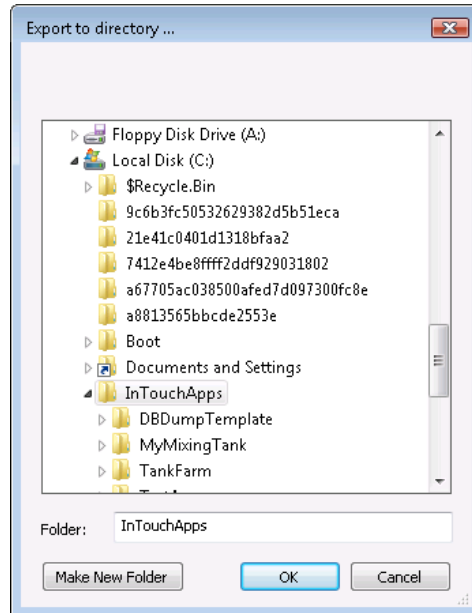 Export to directory ...
Floppy Disk Drive (A:)
Local Disk (C:)
$Recycle.Bin
9c6b3fc50532629382d5b51eca
21e41c0401d1318bfaa2
7412e4be8ffff2ddf929031802
a67705ac038500afed7d097300fc8e
a8813565bbcde2553e
Boot
Documents and Settings
InTouchApps
DBDumpTemplate
MyMixingTank
TankFarm
Folder: InTouchApps
Make New Folder OK Cancel